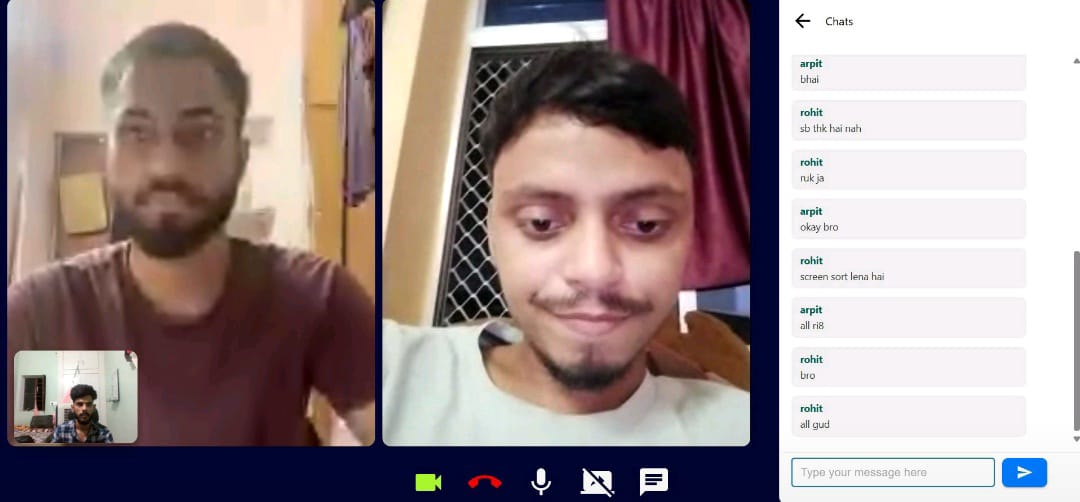 Chats
arpit
bhai
rohit
sb thk hai nah
rohit
ruk ja
arpit
okay bro
rohit
screen sort lena hai
arpit
all ri8
rohit
bro
rohit
all gud
Type your message here